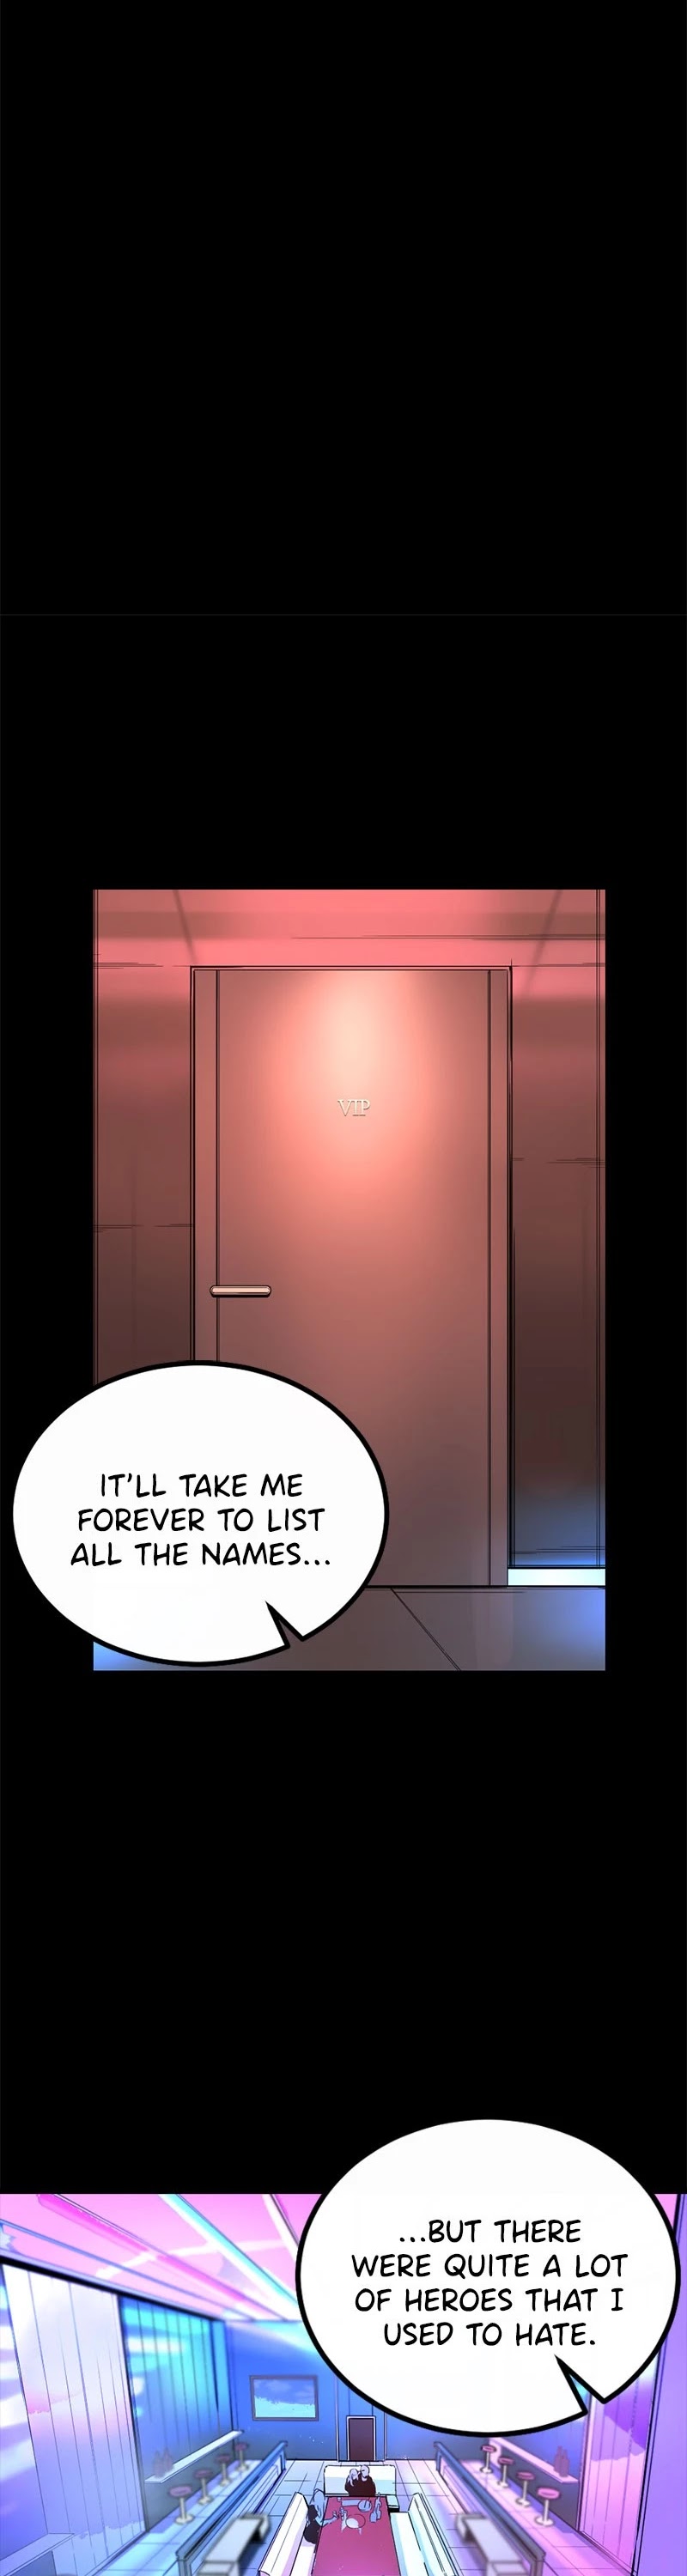 VIP
IT'LL TAKE ME
FOREVER TO LIST
ALL THE NAMES...
...BUT THERE
WERE QUITE A LOT
OF HEROES THAT I
USED TO HATE.